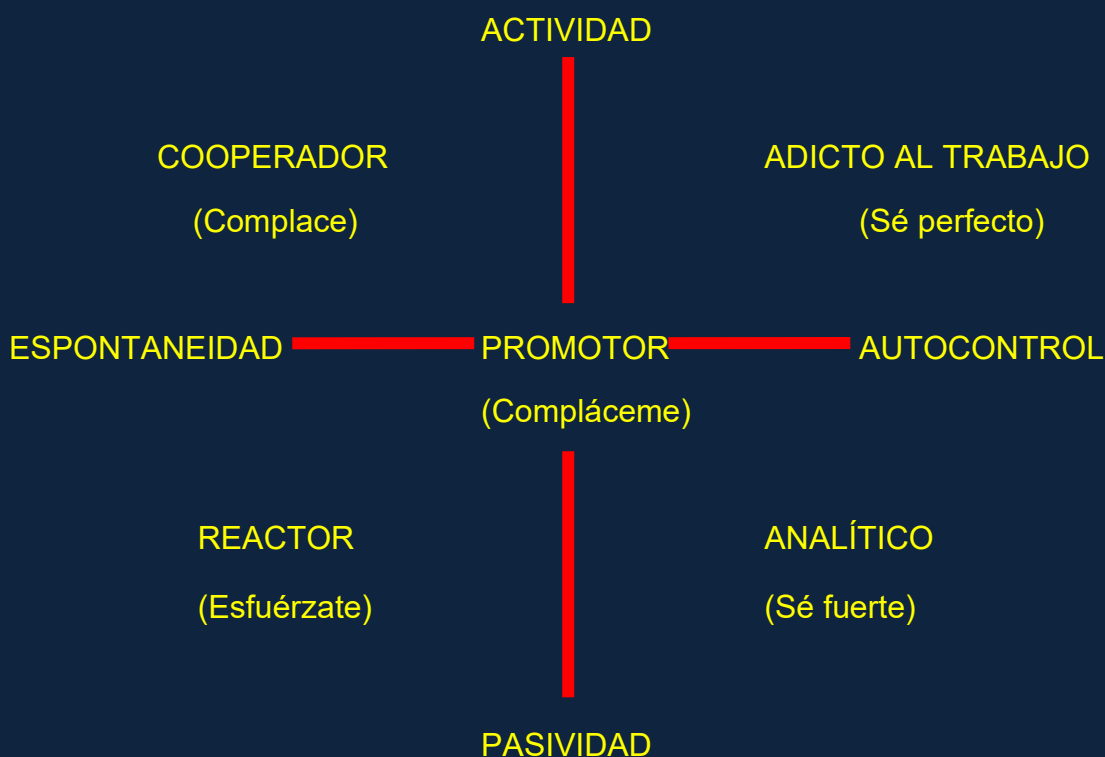 ACTIVIDAD
COOPERADOR
ADICTO AL TRABAJO
(Complace)
(Sé perfecto)
ESPONTANEIDAD
PROMOTOR
AUTOCONTROL
(Compláceme)
REACTOR
ANALÍTICO
(Esfuérzate)
(Sé fuerte)
PASIVIDAD